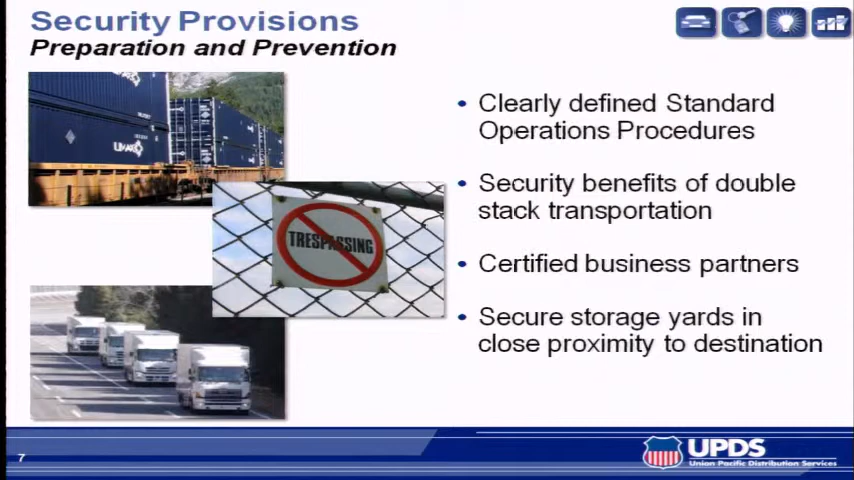 Security Provisions
Preparation and Prevention
UMAX
TRESPASSING
• Clearly defined Standard
Operations Procedures
• Security benefits of double
stack transportation
• Certified business partners
• Secure storage yards in
close proximity to destination
7
UPDS
Union Pacific Distribution Services